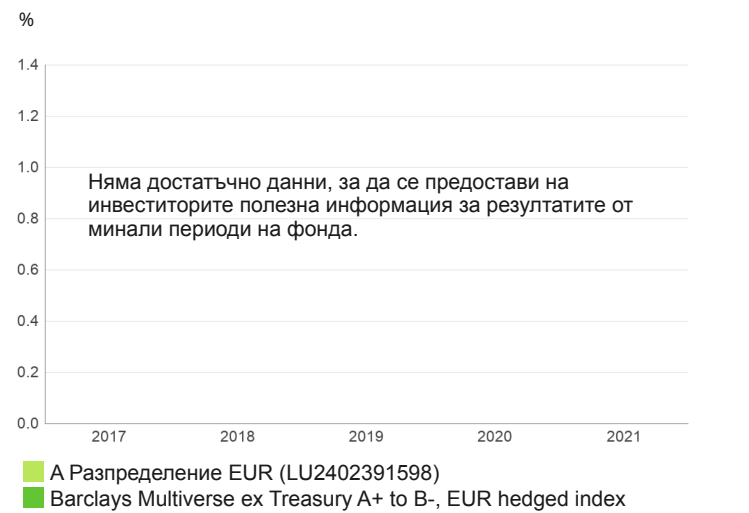 %
1.4
1.2
1.0
Няма достатъчно данни, за да се предостави на
инвеститорите полезна информация за резултатите от
0.8
минали периоди на фонда.
0.6
0.4
0.2
0.0
2017 2018 2019 2020 2021
А Разпределение EUR (LU2402391598)
Barclays Multiverse ex Treasury A+ to B-, EUR hedged index